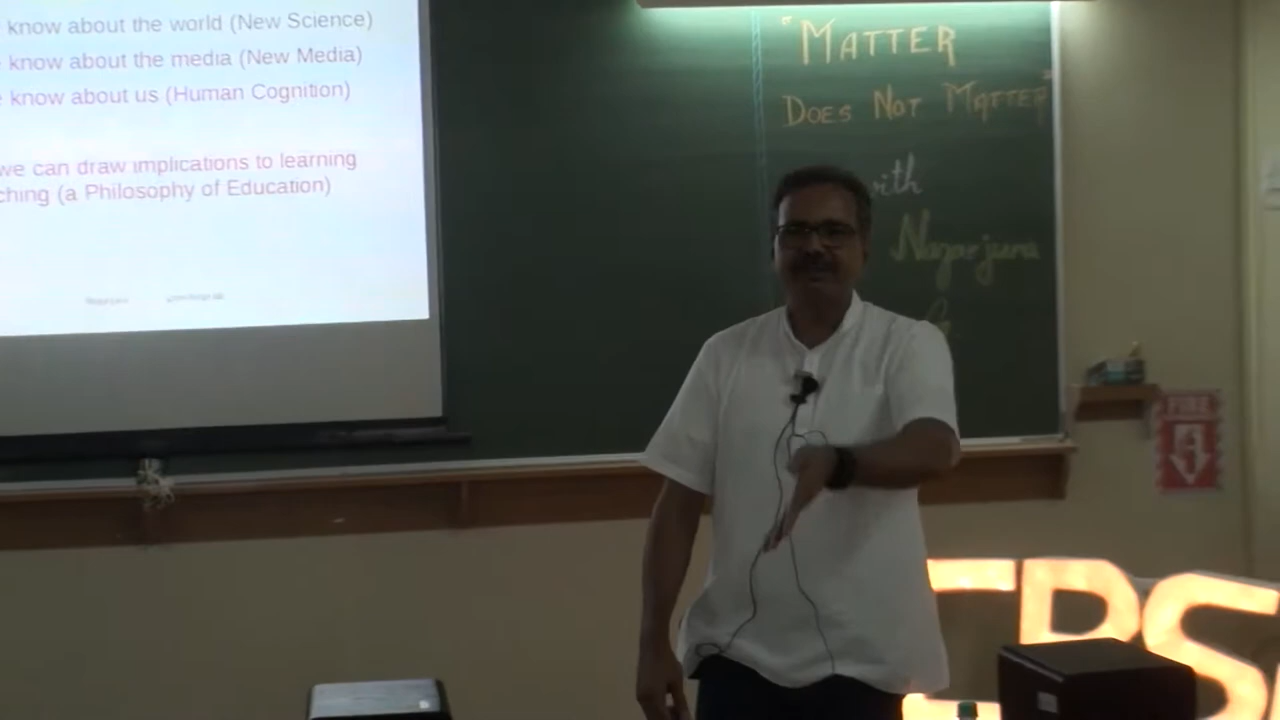 know about the world (New Science)
know about the media (New Media)
know about us (Human Cognition)
we can draw implications to learning
ching (a Philosophy of Education)
"MATTER
DOES NOT MATTER"
with
Nagarjuna
G.
FIRE